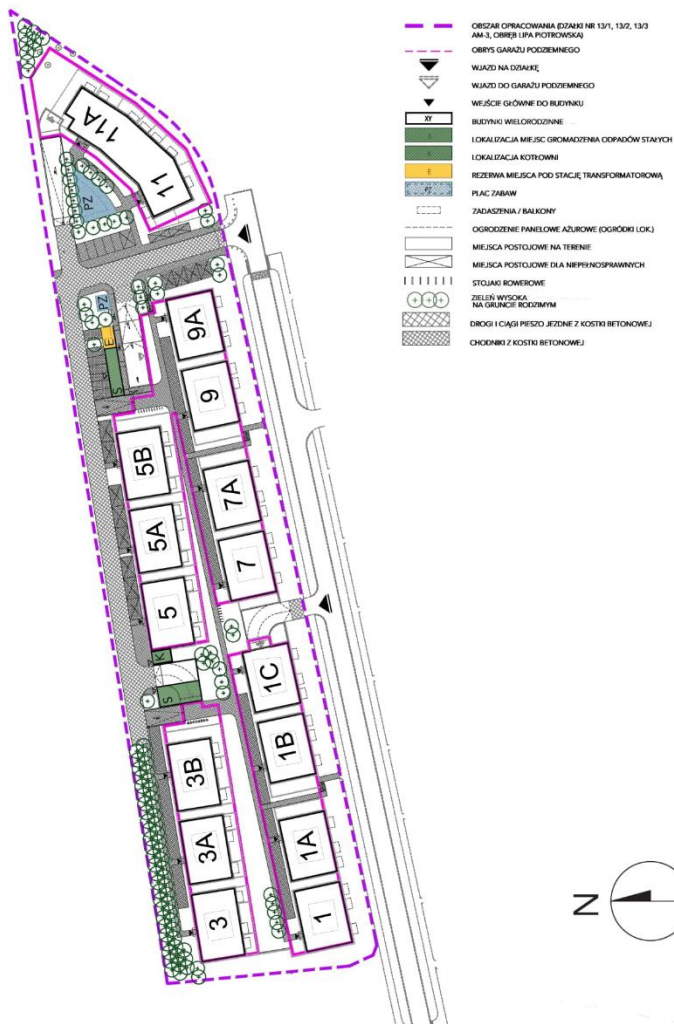 OBSZAR OPRACOWANIA (DZAŁKI NR 13/1, 13/2, 13/3
AM-3, OBRĘB LIPA PIOTROWSKA)
OBRYS GARAŻU PODZIEMNEGO
WJAZD NA DZIAŁKĘ
WJAZD DO GARAŻU PODZIEMNEGO
WEJŚCIE GŁÓWNE DO BUDYNKU
XY BUDYNKI WIELORODZINNE
S LOKALIZACJA MIEJSC GROMADZENIA ODPADÓW STAŁYCH
K LOKALIZACJA KOTŁOWNI
E REZERWA MIEJSCA POD STACJĘ TRANSFORMATOROWĄ
PZ PLAC ZABAW
ZADASZENIA / BALKONY
OGRODZENIE PANELOWE AŻUROWE (OGRÓDKI LOK.)
MIEJSCA POSTOJOWE NA TERENIE
MIEJSCA POSTOJOWE DLA NIEPEŁNOSPRAWNYCH
STOJAKI ROWEROWE
ZIELEŃ WYSOKA
NA GRUNCIE RODZIMYM
DROGI I CIĄGI PIESZO JEZDNE Z KOSTKI BETONOWEJ
CHODNIKI Z KOSTKI BETONOWEJ
11A
11
PZ
PZ
E
S
9A
9
5B
7A
5A
7
5
K
S
1C
1B
3B
3A
1A
3
1
N